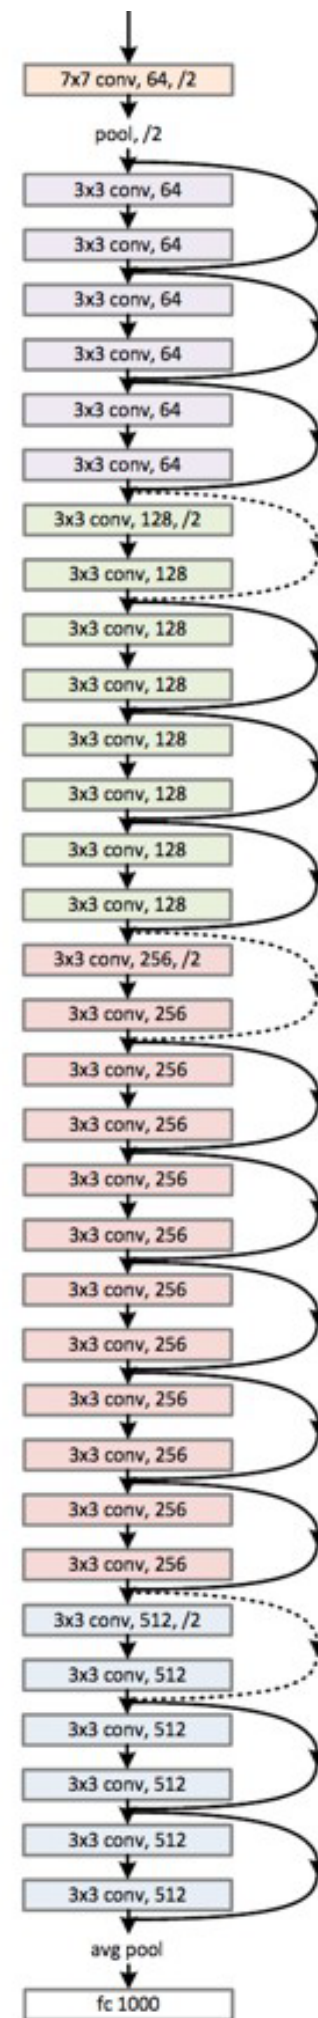 7x7 conv, 64, /2
pool, /2
3x3 conv, 64
3x3 conv, 64
3x3 conv, 64
3x3 conv, 64
3x3 conv, 64
3x3 conv, 64
3x3 conv, 128, /2
3x3 conv, 128
3x3 conv, 128
3x3 conv, 128
3x3 conv, 128
3x3 conv, 128
3x3 conv, 128
3x3 conv, 128
3x3 conv, 256, /2
3x3 conv, 256
3x3 conv, 256
3x3 conv, 256
3x3 conv, 256
3x3 conv, 256
3x3 conv, 256
3x3 conv, 256
3x3 conv, 256
3x3 conv, 256
3x3 conv, 256
3x3 conv, 256
3x3 conv, 512, /2
3x3 conv, 512
3x3 conv, 512
3x3 conv, 512
3x3 conv, 512
3x3 conv, 512
avg pool
fc 1000